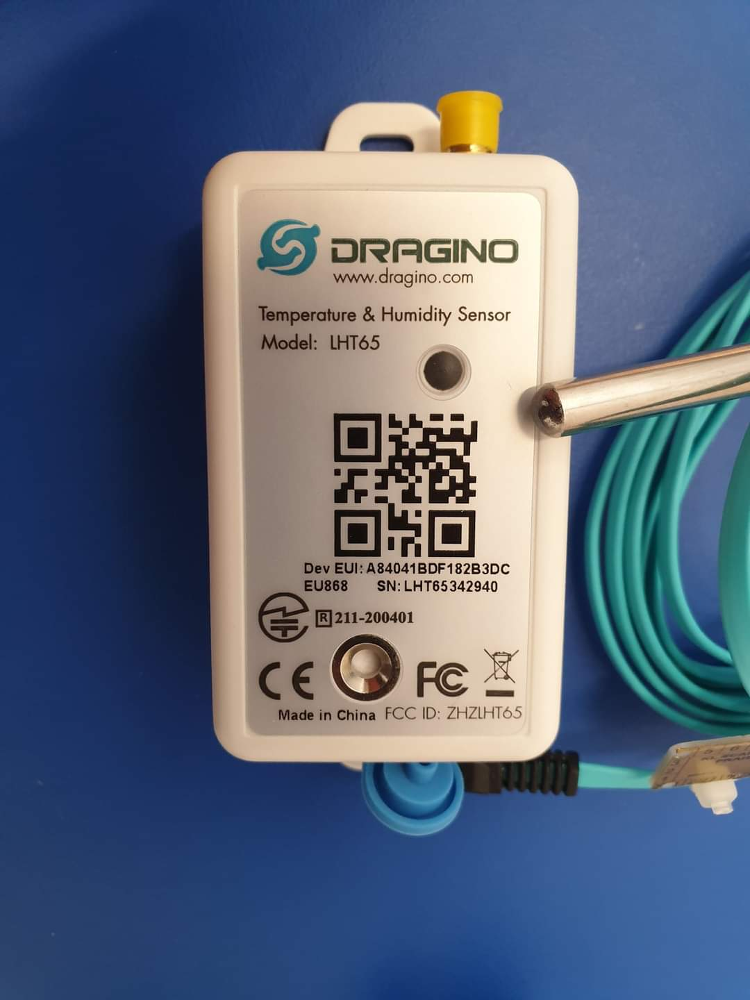 DRAGINO
www.dragino.com
Temperature & Humidity Sensor
Model: LHT65
Dev EUI: A84041BDF182B3DC
EU868 SN: LHT65342940
R 211-200401
CE FC
Made in China FCC ID: ZHZLHT65